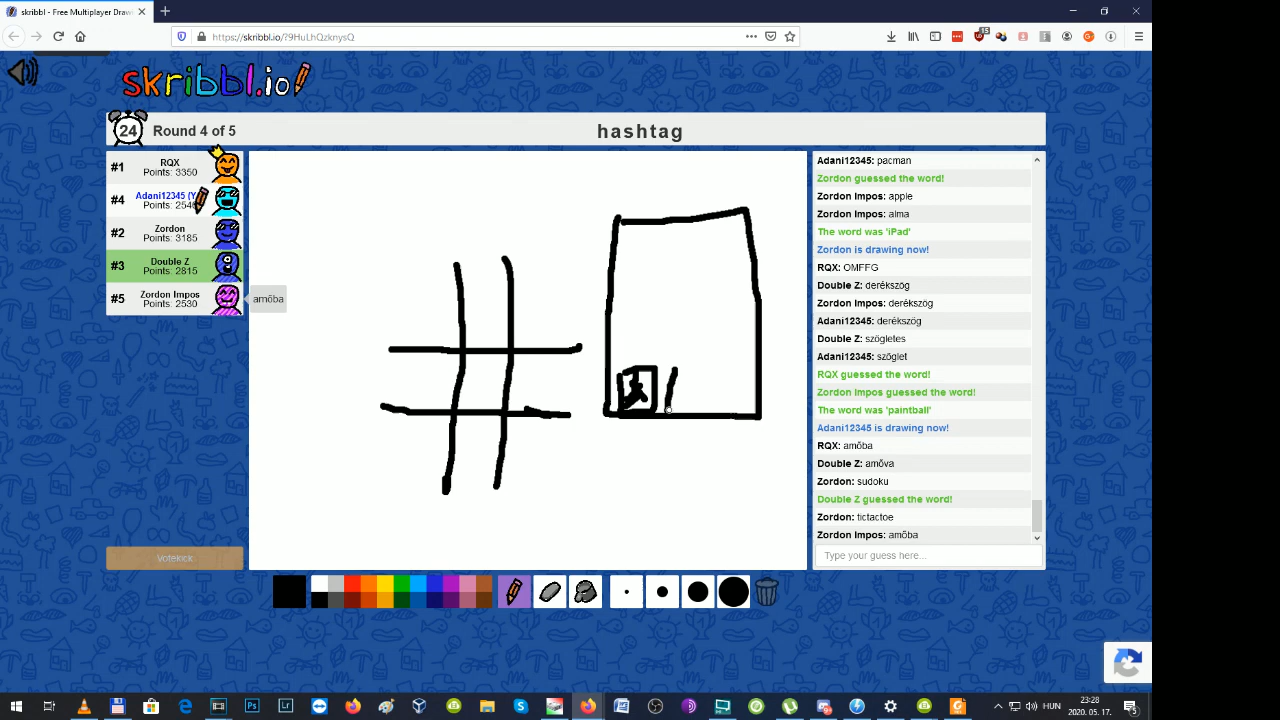 skribbl - Free Multiplayer Draw
https://skribbl.io/?9HuLhQzknysQ
15
skribbl.io
24
Round 4 of 5
hashtag
#1
RQX
Points: 3350
#4
Adani12345 (Y
Points: 254
#2
Zordon
Points: 3185
#3
Double Z
Points: 2815
#5
Zordon Impos
Points: 2530
amőba
Votekick
Adani12345: pacman
Zordon guessed the word!
Zordon Impos: apple
Zordon Impos: alma
The word was 'iPad'
Zordon is drawing now!
RQX: OMFFG
Double Z: derékszög
Zordon Impos: derékszög
Adani12345: derékszög
Double Z: szögletes
Adani12345: szöglet
RQX guessed the word!
Zordon Impos guessed the word!
The word was 'paintball'
Adani12345 is drawing now!
RQX: amőba
Double Z: amőva
Zordon: sudoku
Double Z guessed the word!
Zordon: tictactoe
Zordon Impos: amőba
Type your guess here...
HUN
23:28
2020. 05. 17.
5